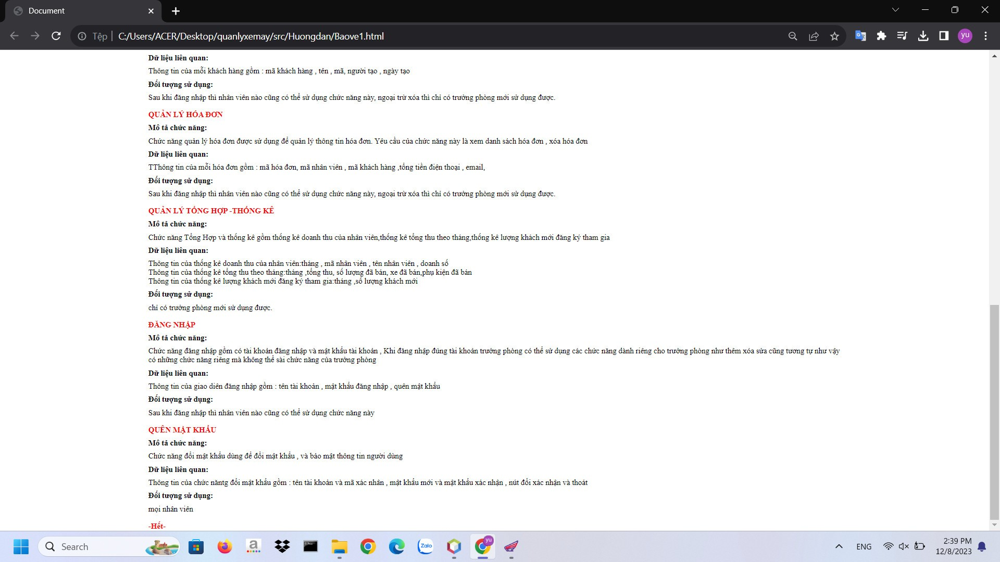 Document
Tệp
C:/Users/ACER/Desktop/quanlyxemay/src/Huongdan/Baove1.html
yu
Dữ liệu liên quan:
Thông tin của mỗi khách hàng gồm : mã khách hàng , tên , mã, người tạo , ngày tạo
Đối tượng sử dụng:
Sau khi đăng nhập thì nhân viên nào cũng có thể sử dụng chức năng này, ngoại trừ xóa thì chỉ có trưởng phòng mới sử dụng được.
QUẢN LÝ HÓA ĐƠN
Mô tả chức năng:
Chức năng quản lý hóa đơn được sử dụng để quản lý thông tin hóa đơn. Yêu cầu của chức năng này là xem danh sách hóa đơn , xóa hóa đơn
Dữ liệu liên quan:
TThông tin của mỗi hóa đơn gồm : mã hóa đơn, mã nhân viên , mã khách hàng ,tổng tiền điện thoại , email,
Đối tượng sử dụng:
Sau khi đăng nhập thì nhân viên nào cũng có thể sử dụng chức năng này, ngoại trừ xóa thì chỉ có trưởng phòng mới sử dụng được.
QUẢN LÝ TỔNG HỢP -THỐNG KÊ
Mô tả chức năng:
Chức năng Tổng Hợp và thống kê gồm thống kê doanh thu của nhân viên,thống kê tổng thu theo tháng,thống kê lượng khách mới đăng ký tham gia
Dữ liệu liên quan:
Thông tin của thống kê doanh thu của nhân viên:tháng , mã nhân viên , tên nhân viên , doanh số
Thông tin của thống kê tổng thu theo tháng:tháng ,tổng thu, số lượng đã bán, xe đã bán,phụ kiện đã bán
Thông tin của thống kê lượng khách mới đăng ký tham gia:tháng ,số lượng khách mới
Đối tượng sử dụng:
chỉ có trưởng phòng mới sử dụng được.
ĐĂNG NHẬP
Mô tả chức năng:
Chức năng đăng nhập gồm có tài khoản đăng nhập và mật khẩu tài khoản , Khi đăng nhập đúng tài khoản trưởng phòng có thể sử dụng các chức năng dành riêng cho trưởng phòng như thêm xóa sửa cũng tương tự như vậy
có những chức năng riêng mà không thể sài chức năng của trưởng phòng
Dữ liệu liên quan:
Thông tin của giao diên đăng nhập gồm : tên tài khoản , mật khẩu đăng nhập , quên mật khẩu
Đối tượng sử dụng:
Sau khi đăng nhập thì nhân viên nào cũng có thể sử dụng chức năng này
QUÊN MẬT KHẨU
Mô tả chức năng:
Chức năng đổi mật khẩu dùng để đổi mật khẩu , và bảo mật thông tin người dùng
Dữ liệu liên quan:
Thông tin của chức năntg đổi mật khẩu gồm : tên tài khoản và mã xác nhân , mật khẩu mới và mật khẩu xác nhận , nút đổi xác nhận và thoát
Đối tượng sử dụng:
mọi nhân viên
-Hết-
Search
a
Zalo
yu
ENG
2:39 PM
12/8/2023